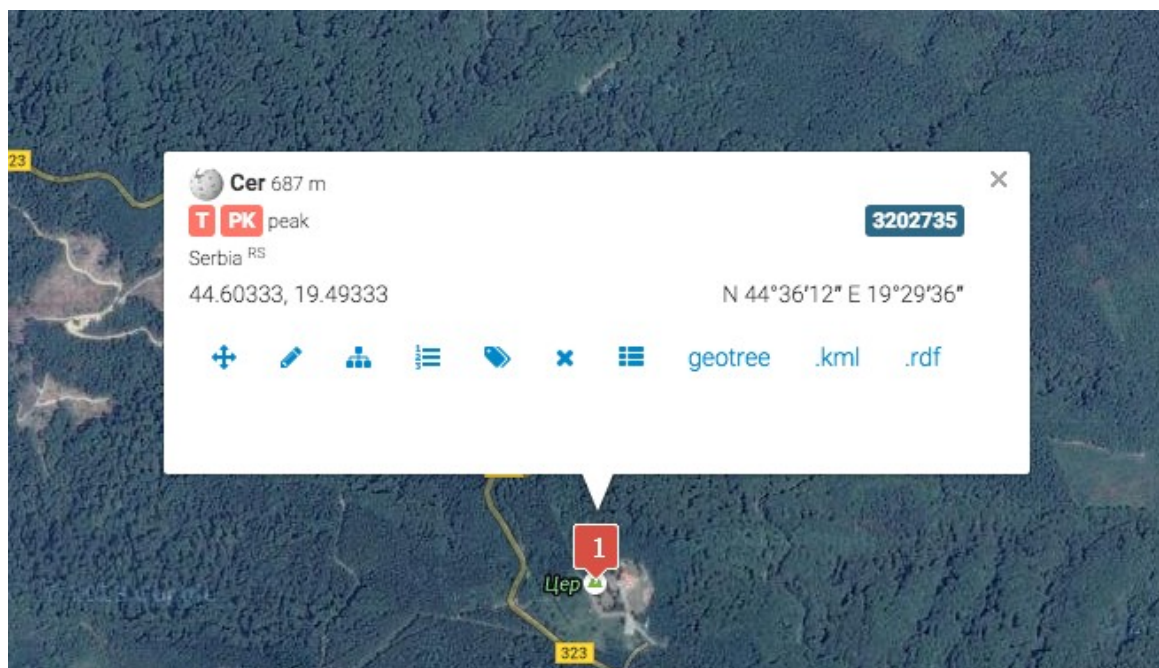 23
Cer 687 m
×
T PK peak 3202735
Serbia RS
44.60333, 19.49333 N 44°36′12″ E 19°29′36″
geotree .kml .rdf
1
Цер
323